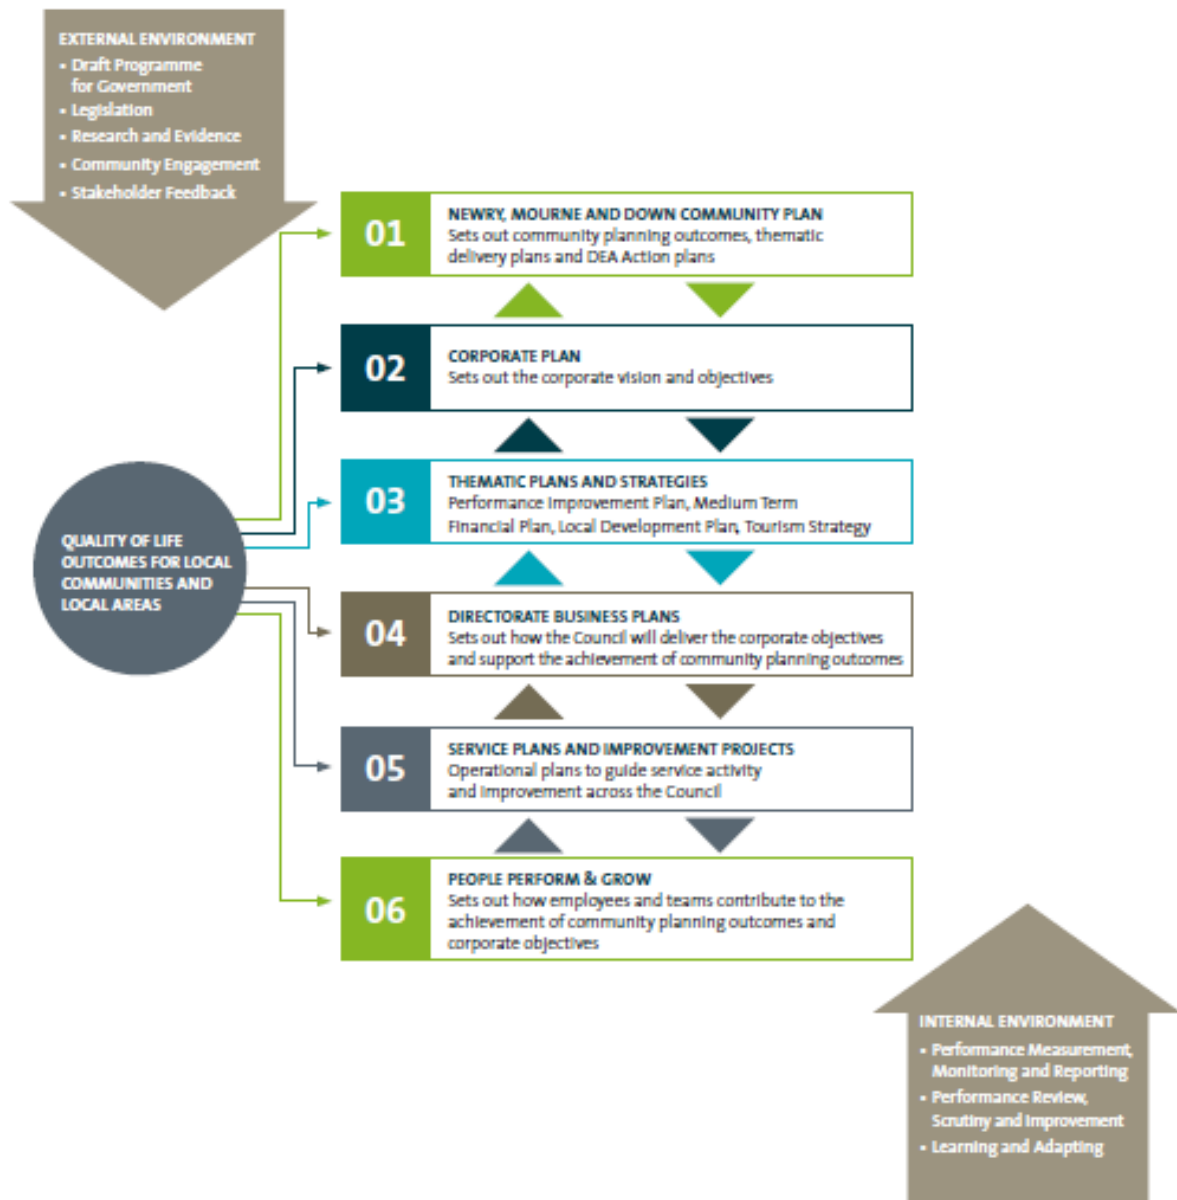 EXTERNAL ENVIRONMENT
• Draft Programme
for Government
• Legislation
• Research and Evidence
• Community Engagement
• Stakeholder Feedback
01
NEWRY, MOURNE AND DOWN COMMUNITY PLAN
Sets out community planning outcomes, thematic
delivery plans and DEA Action plans
02
CORPORATE PLAN
Sets out the corporate vision and objectives
03
THEMATIC PLANS AND STRATEGIES
Performance Improvement Plan, Medium Term
Financial Plan, Local Development Plan, Tourism Strategy
QUALITY OF LIFE
OUTCOMES FOR LOCAL
COMMUNITIES AND
LOCAL AREAS
04
DIRECTORATE BUSINESS PLANS
Sets out how the Council will deliver the corporate objectives
and support the achievement of community planning outcomes
05
SERVICE PLANS AND IMPROVEMENT PROJECTS
Operational plans to guide service activity
and improvement across the Council
06
PEOPLE PERFORM & GROW
Sets out how employees and teams contribute to the
achievement of community planning outcomes and
corporate objectives
INTERNAL ENVIRONMENT
• Performance Measurement,
Monitoring and Reporting
• Performance Review,
Scrutiny and Improvement
• Learning and Adapting